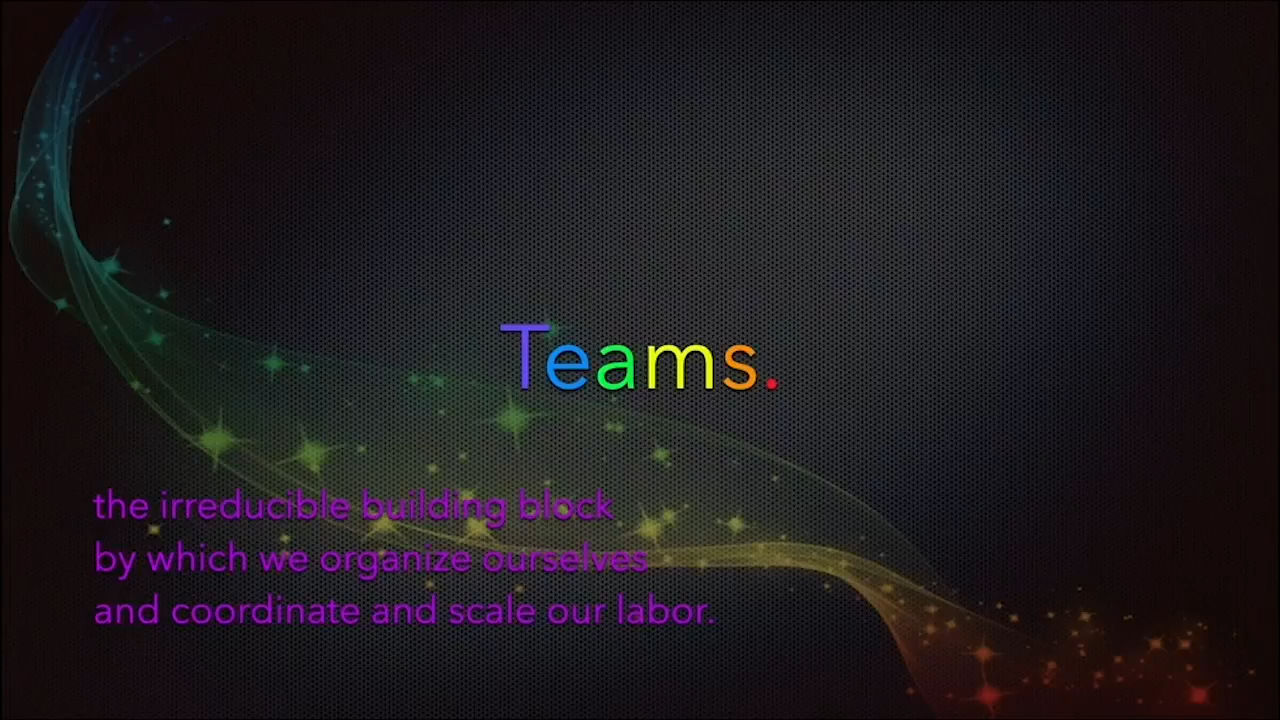 Teams.
the irreducible building block
by which we organize ourselves
and coordinate and scale our labor.